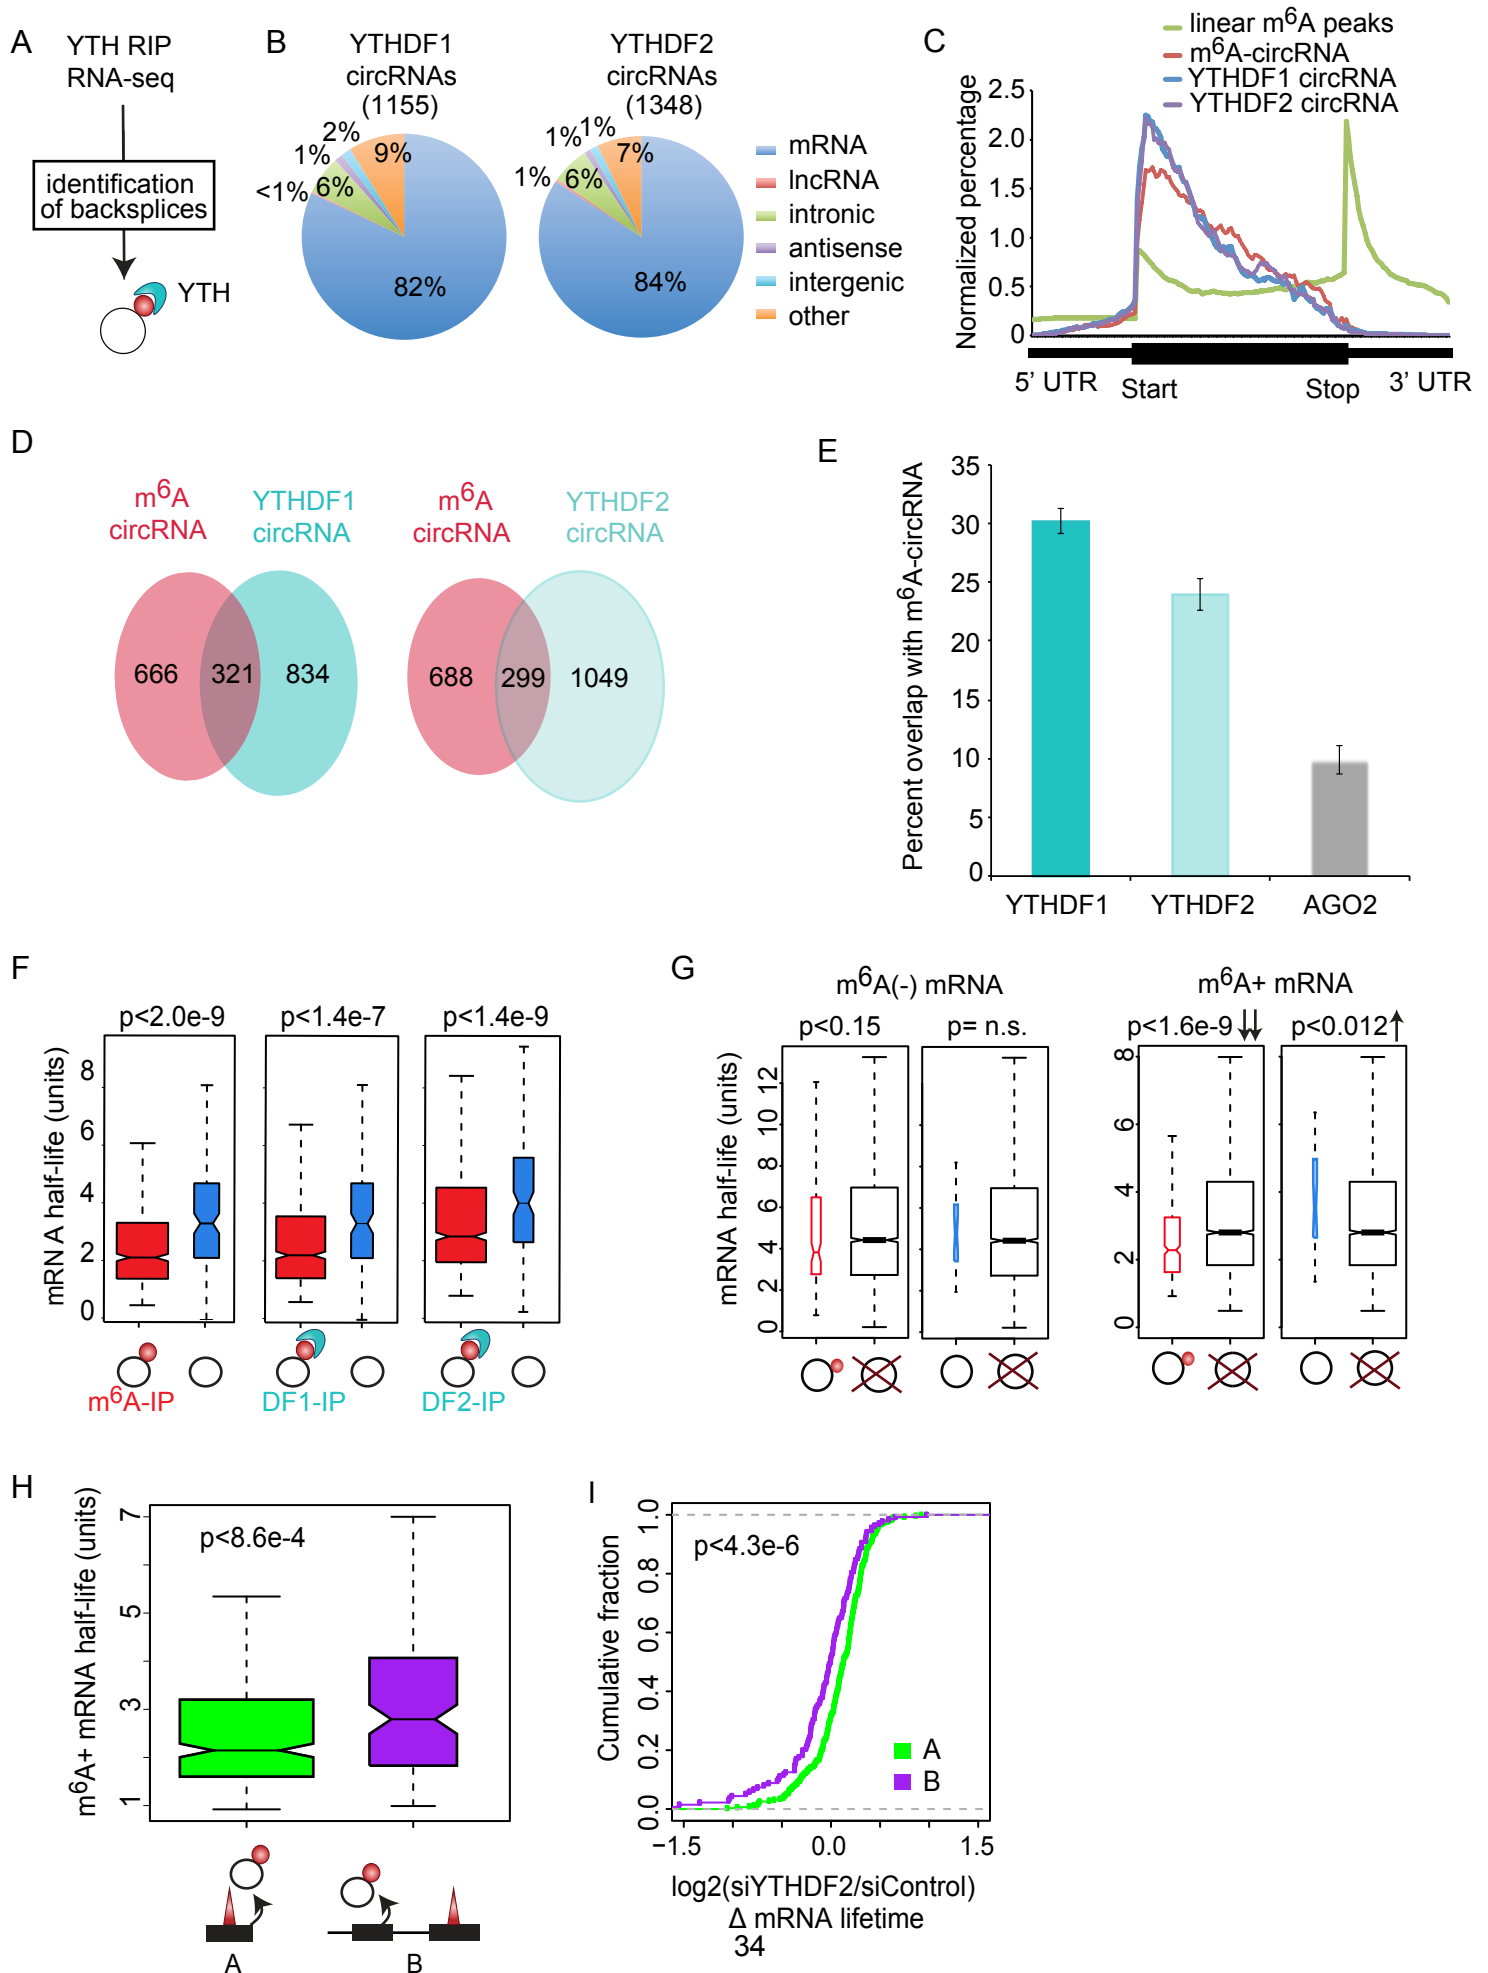 A
YTH RIP
RNA-seq
identification
of backsplices
YTH
B
YTHDF1
circRNAs
(1155)
2%
1%
<1%
6%
9%
82%
YTHDF2
circRNAs
(1348)
1%
1%
1%
6%
7%
84%
mRNA
lncRNA
intronic
antisense
intergenic
other
C
linear m6A peaks
m6A-circRNA
YTHDF1 circRNA
YTHDF2 circRNA
Normalized percentage
2.5
2.0
1.5
1.0
0.5
0
5’ UTR
Start
Stop
3’ UTR
D
m6A
circRNA
YTHDF1
circRNA
666
321
834
m6A
circRNA
YTHDF2
circRNA
688
299
1049
E
Percent overlap with m6A-circRNA
35
30
25
20
15
10
5
0
YTHDF1
YTHDF2
AGO2
F
p<2.0e-9
p<1.4e-7
p<1.4e-9
mRNA half-life (units)
8
6
4
2
0
m6A-IP
DF1-IP
DF2-IP
G
m6A(-) mRNA
p<0.15
p= n.s.
mRNA half-life (units)
12
10
8
6
4
2
0
m6A+ mRNA
p<1.6e-9
p<0.012
8
6
4
2
0
H
p<8.6e-4
m6A+ mRNA half-life (units)
7
5
3
1
A
B
I
p<4.3e-6
Cumulative fraction
1.0
0.8
0.6
0.4
0.2
0.0
A
B
−1.5
0.0
1.5
log2(siYTHDF2/siControl)
Δ mRNA lifetime
34